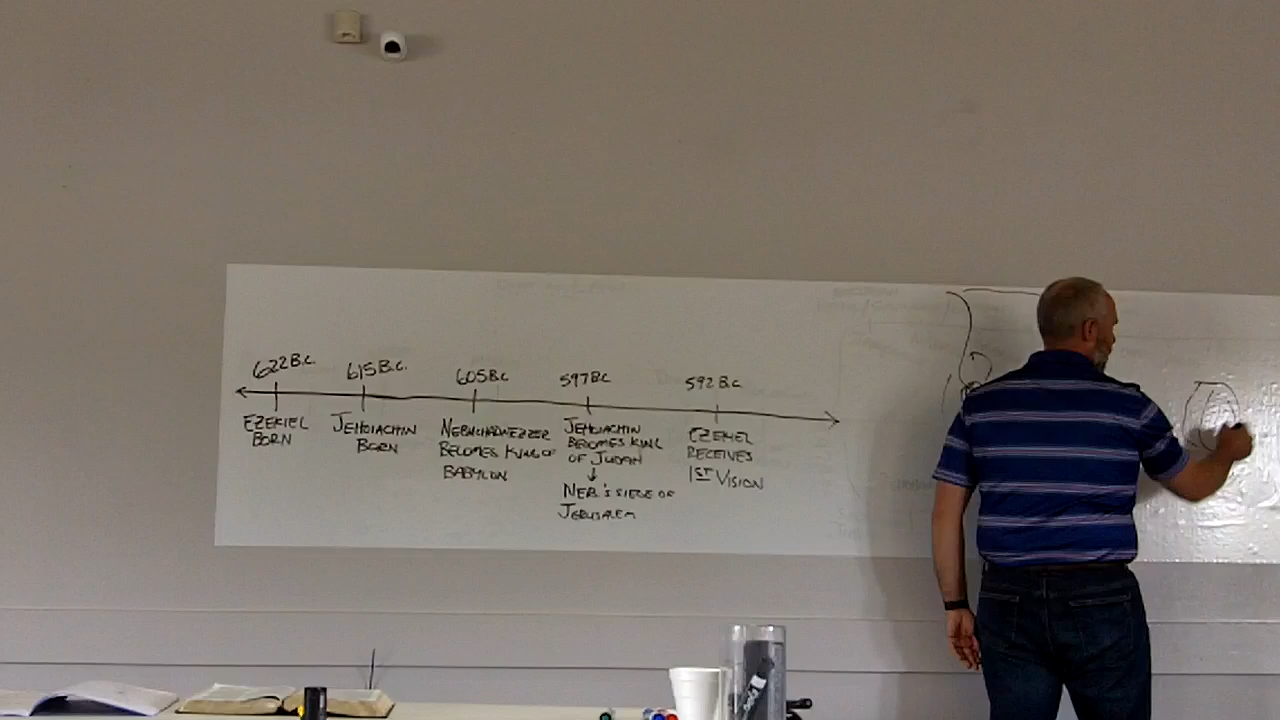 622 B.C.
615 B.C.
605 B.C
597 B.C
592 B.C.
EZEKIEL
BORN
JEHOIACHIN
BORN
NEBUCHADNEZZER
BECOMES KING OF
BABYLON
JEHOIACHIN
BECOMES KING
OF JUDAH
↓
NEB.'S SIEGE OF
JERUSALEM
EZEKIEL
RECEIVES
1ST VISION